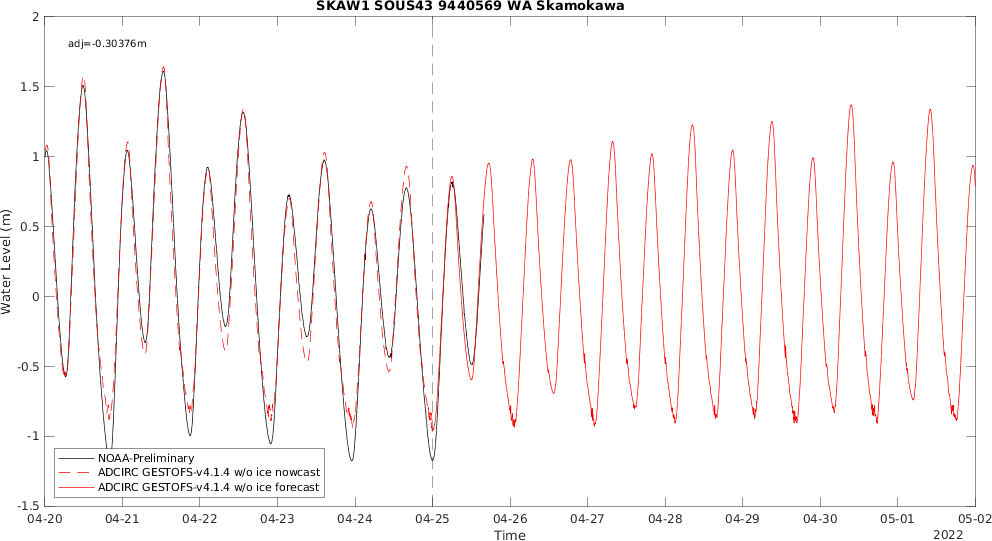 SKAW1 SOUS43 9440569 WA Skamokawa
adj=-0.30376m
Water Level (m)
2
1.5
1
0.5
0
-0.5
-1
-1.5
NOAA-Preliminary
ADCIRC GESTOFS-v4.1.4 w/o ice nowcast
ADCIRC GESTOFS-v4.1.4 w/o ice forecast
04-20 04-21 04-22 04-23 04-24 04-25 04-26 04-27 04-28 04-29 04-30 05-01 05-02
Time
2022